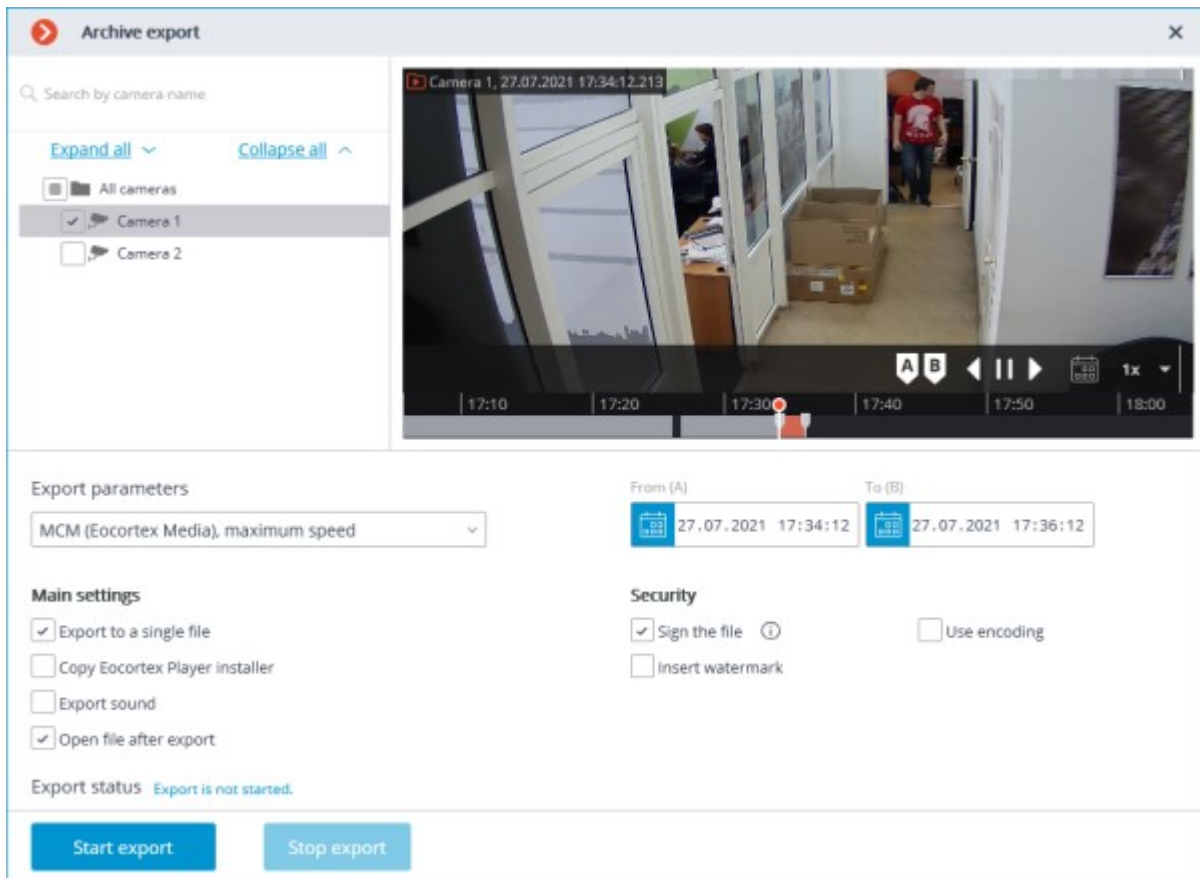 Archive export
Search by camera name
Expand all
Collapse all
All cameras
Camera 1
Camera 2
Camera 1, 27.07.2021 17:34:12.213
A B 1x
17:10 17:20 17:30 17:40 17:50 18:00
Export parameters
MCM (Eocortex Media), maximum speed
From (A) To (B)
27.07.2021 17:34:12 27.07.2021 17:36:12
Main settings
Export to a single file
Copy Eocortex Player installer
Export sound
Open file after export
Security
Sign the file
Use encoding
Insert watermark
Export status Export is not started.
Start export Stop export